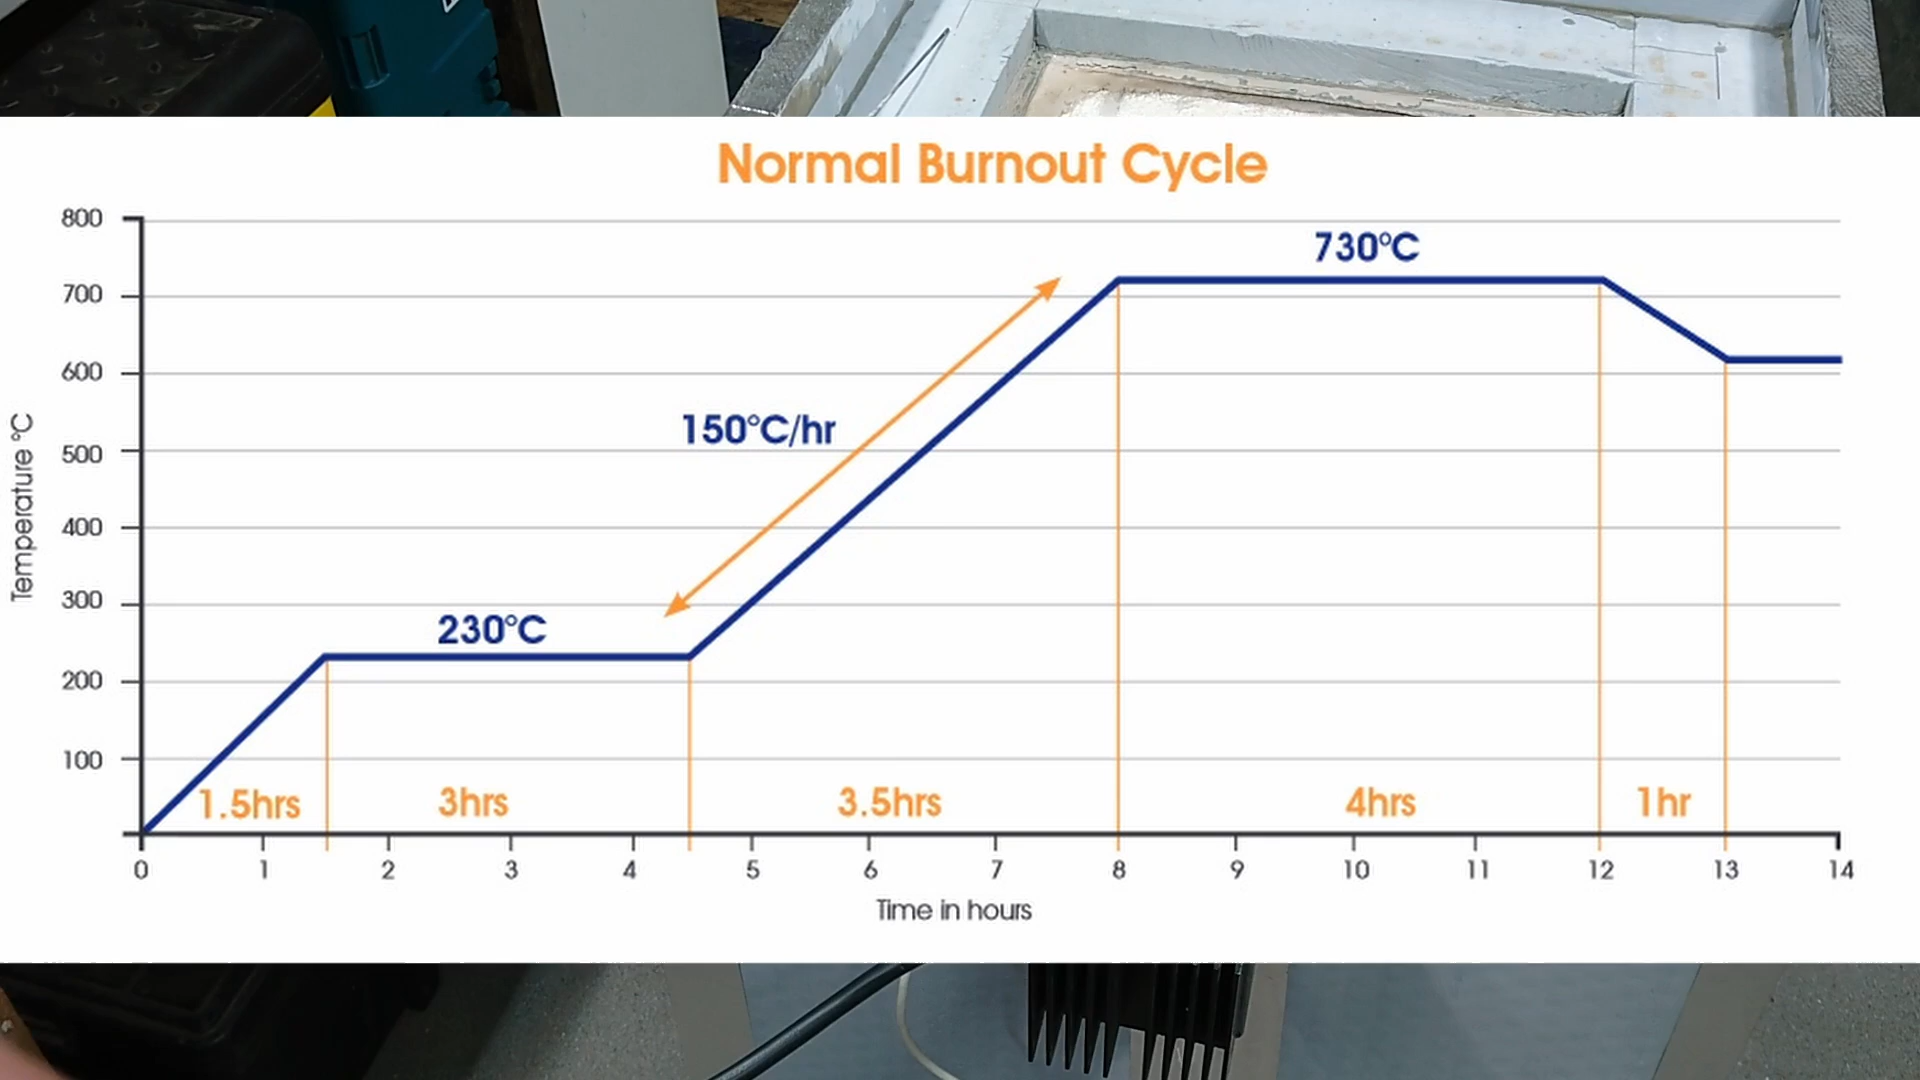 Normal Burnout Cycle
800
700
600
500
400
300
200
100
Temperature °C
730°C
150°C/hr
230°C
1.5hrs
3hrs
3.5hrs
4hrs
1hr
0 1 2 3 4 5 6 7 8 9 10 11 12 13 14
Time in hours